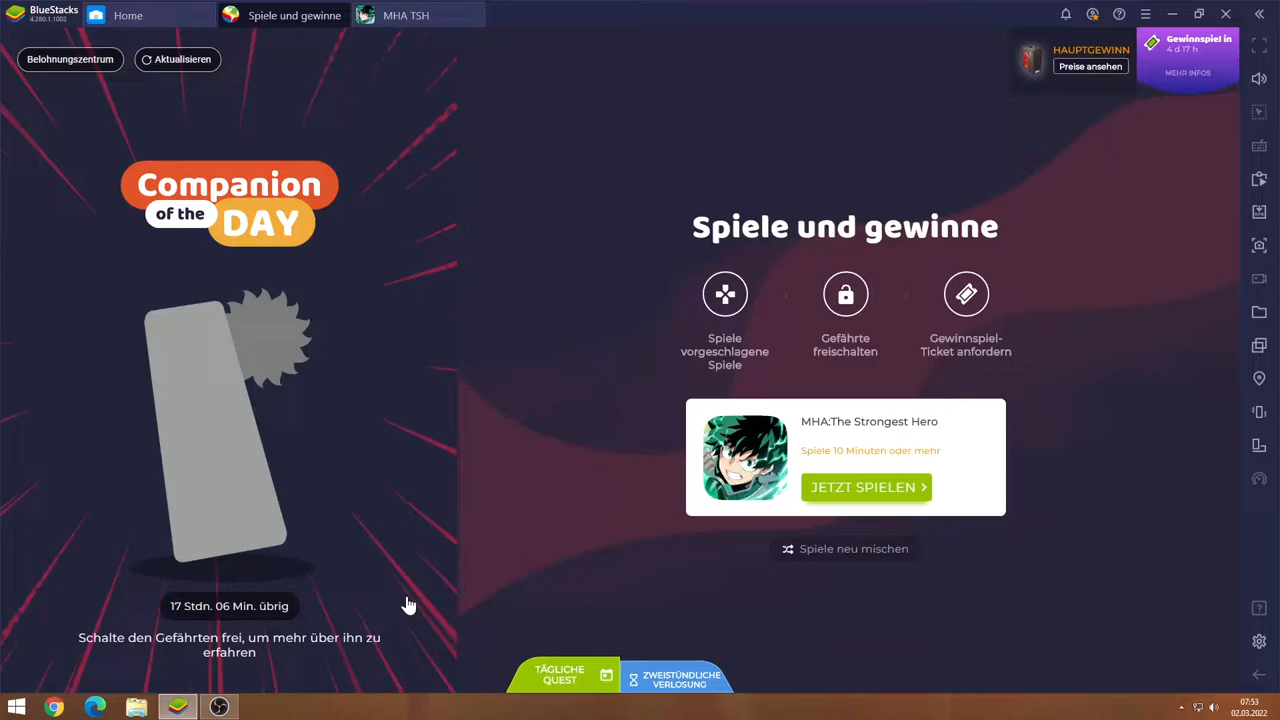 BlueStacks
4.280.1.1002
Home
Spiele und gewinne
MHA TSH
Belohnungszentrum
Aktualisieren
HAUPTGEWINN
Preise ansehen
Gewinnspiel in
4 d 17 h
MEHR INFOS
Companion
of the
DAY
17 Stdn. 06 Min. übrig
Schalte den Gefährten frei, um mehr über ihn zu
erfahren
Spiele und gewinne
Spiele
vorgeschlagene
Spiele
Gefährte
freischalten
Gewinnspiel-
Ticket anfordern
MHA:The Strongest Hero
Spiele 10 Minuten oder mehr
JETZT SPIELEN
Spiele neu mischen
TÄGLICHE
QUEST
ZWEISTÜNDLICHE
VERLOSUNG
07:53
02.03.2022